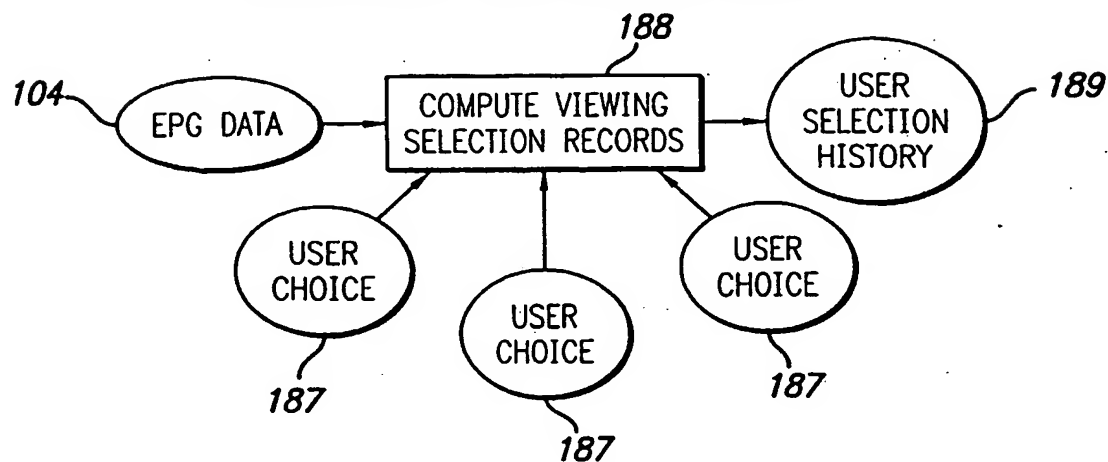 188
104
EPG DATA
COMPUTE VIEWING
SELECTION RECORDS
USER
SELECTION
HISTORY
189
USER
CHOICE
187
USER
CHOICE
187
USER
CHOICE
187